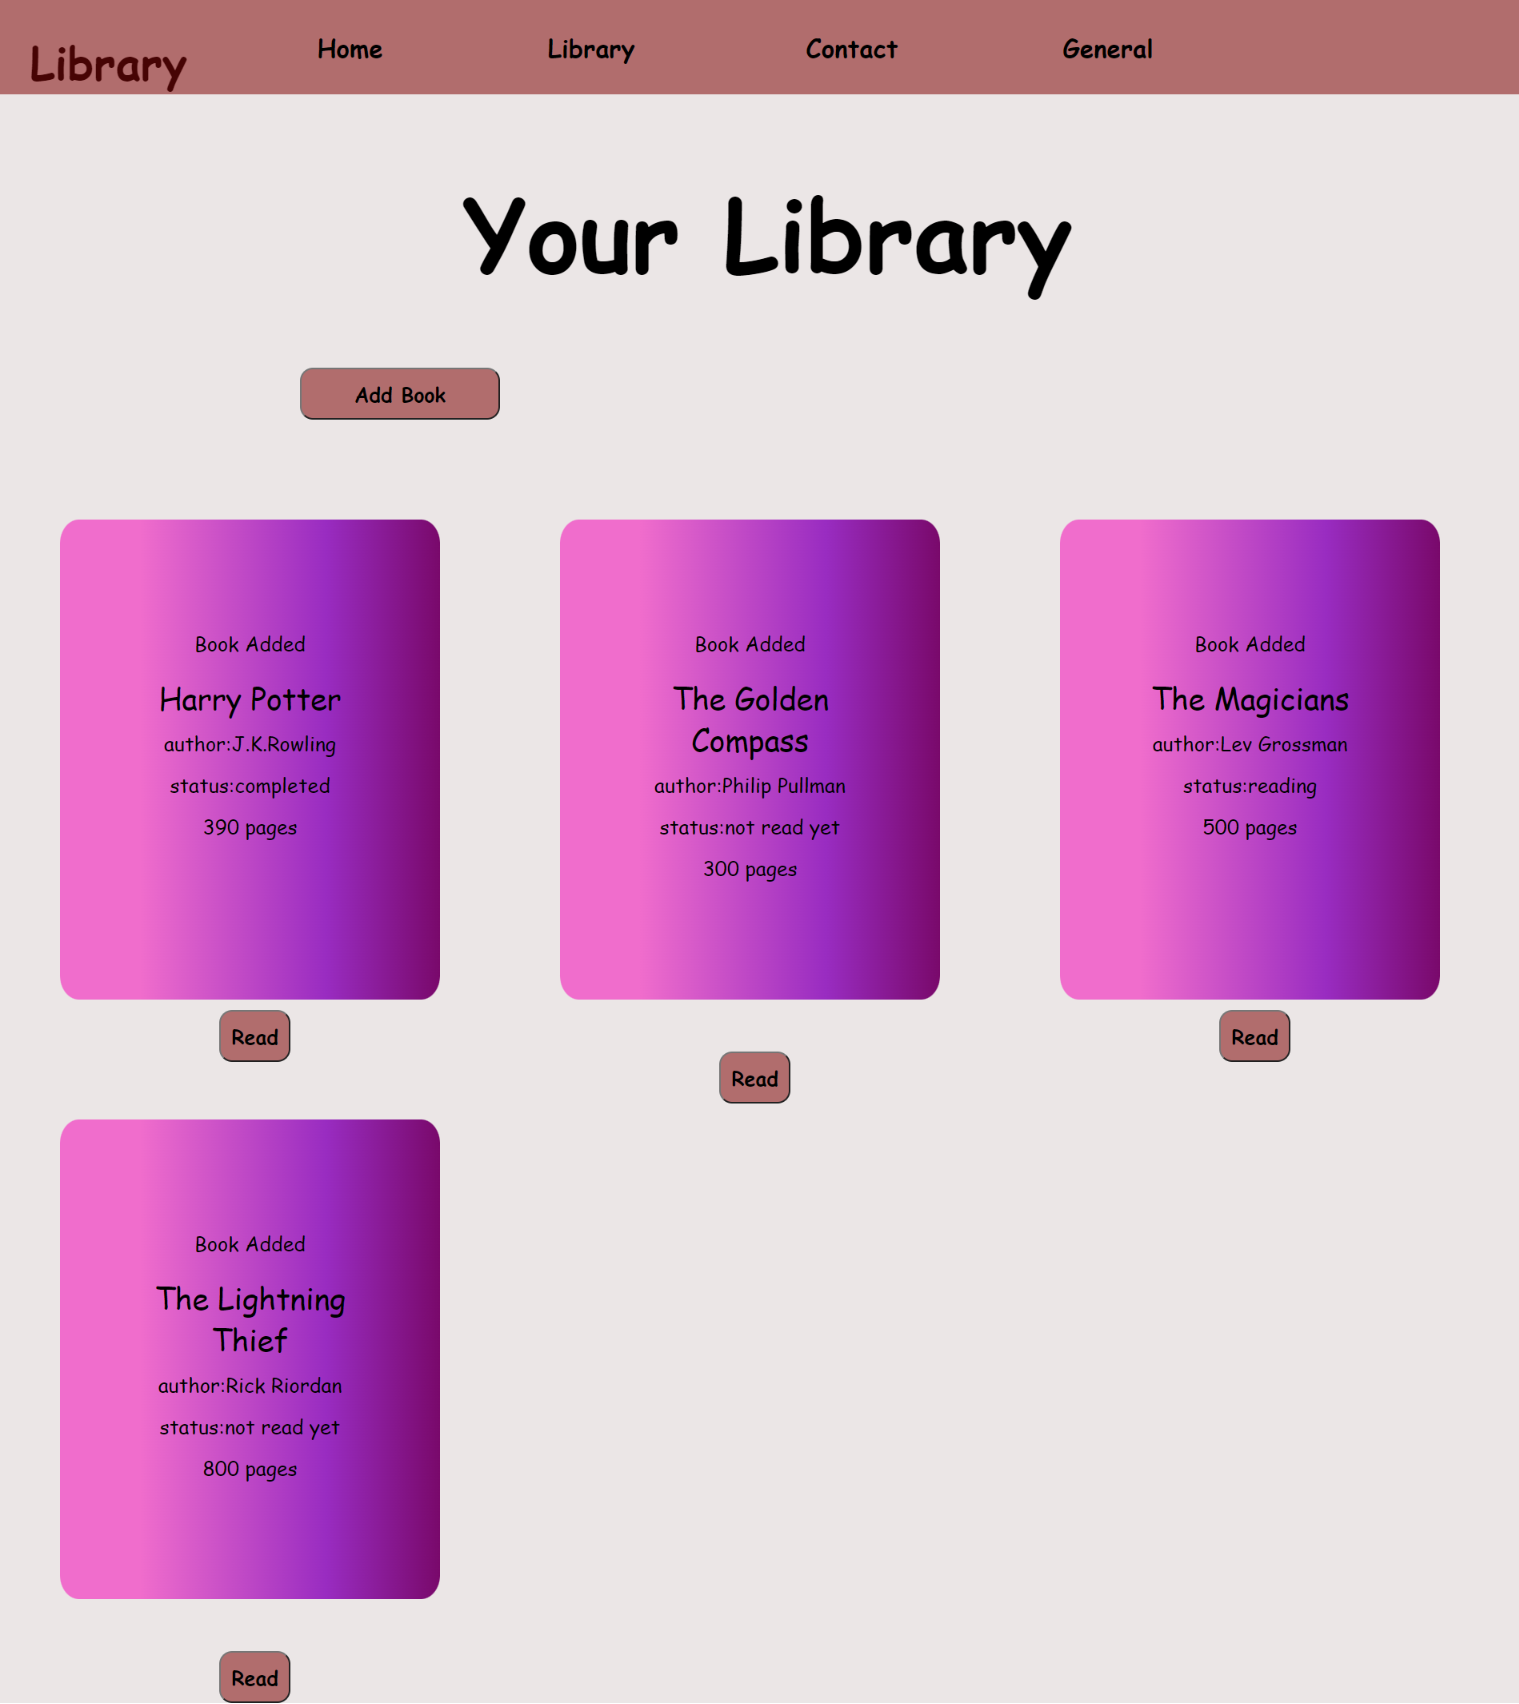 Library
Home
Library
Contact
General
Your Library
Add Book
Book Added
Harry Potter
author:J.K.Rowling
status:completed
390 pages
Read
Book Added
The Golden
Compass
author:Philip Pullman
status:not read yet
300 pages
Read
Book Added
The Magicians
author:Lev Grossman
status:reading
500 pages
Read
Book Added
The Lightning
Thief
author:Rick Riordan
status:not read yet
800 pages
Read